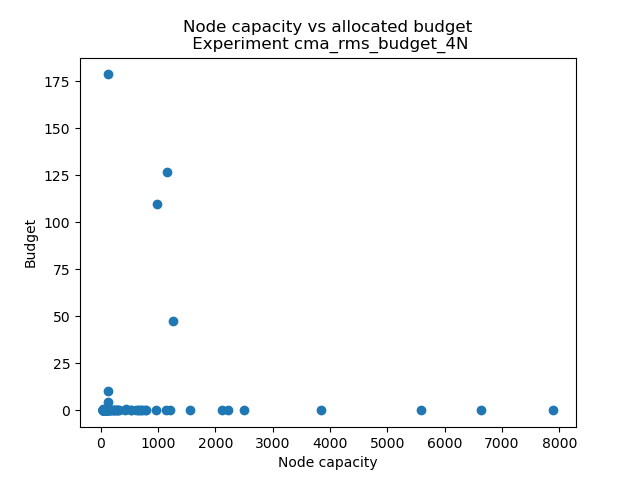 Node capacity vs allocated budget
Experiment cma_rms_budget_4N
175
150
125
100
75
50
25
0
Budget
0 1000 2000 3000 4000 5000 6000 7000 8000
Node capacity